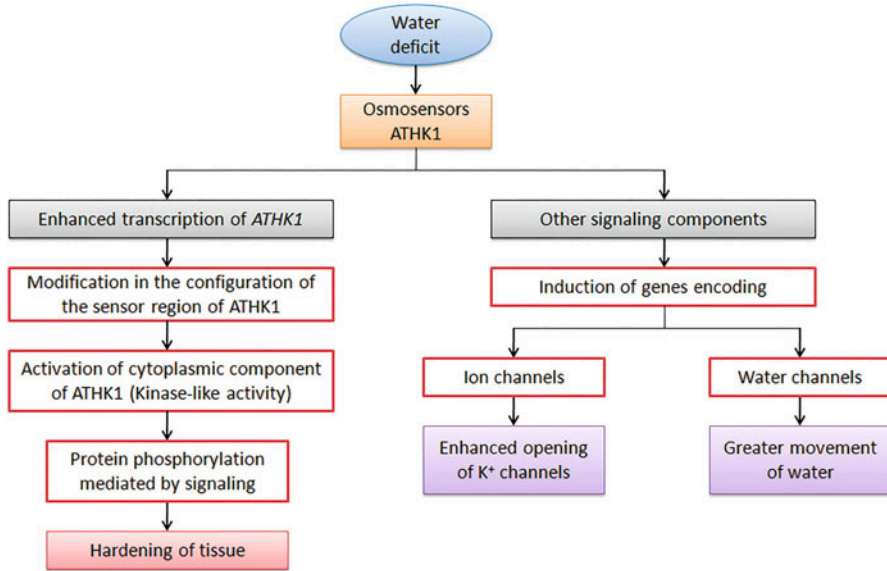 Water
deficit
Osmosensors
ATHK1
Enhanced transcription of ATHK1
Other signaling components
Modification in the configuration of
the sensor region of ATHK1
Induction of genes encoding
Activation of cytoplasmic component
of ATHK1 (Kinase-like activity)
Ion channels
Water channels
Protein phosphorylation
mediated by signaling
Enhanced opening
of K⁺ channels
Greater movement
of water
Hardening of tissue